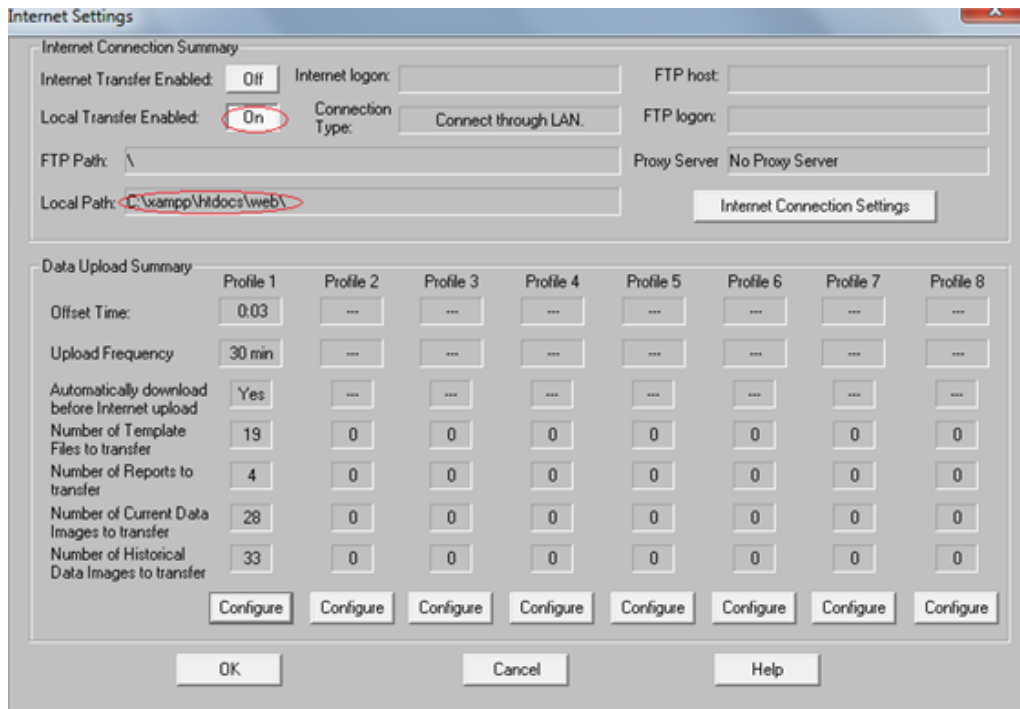 Internet Settings
Internet Connection Summary
Internet Transfer Enabled: Off Internet logon: FTP host:
Local Transfer Enabled: On Connection Type: Connect through LAN. FTP logon:
FTP Path: \ Proxy Server No Proxy Server
Local Path: C:\xampp\htdocs\web\ Internet Connection Settings
Data Upload Summary
Profile 1 Profile 2 Profile 3 Profile 4 Profile 5 Profile 6 Profile 7 Profile 8
Offset Time: 0:03 --- --- --- --- --- --- ---
Upload Frequency 30 min --- --- --- --- --- --- ---
Automatically download
before Internet upload Yes --- --- --- --- --- --- ---
Number of Template
Files to transfer 19 0 0 0 0 0 0 0
Number of Reports to
transfer 4 0 0 0 0 0 0 0
Number of Current Data
Images to transfer 28 0 0 0 0 0 0 0
Number of Historical
Data Images to transfer 33 0 0 0 0 0 0 0
Configure Configure Configure Configure Configure Configure Configure Configure
OK Cancel Help